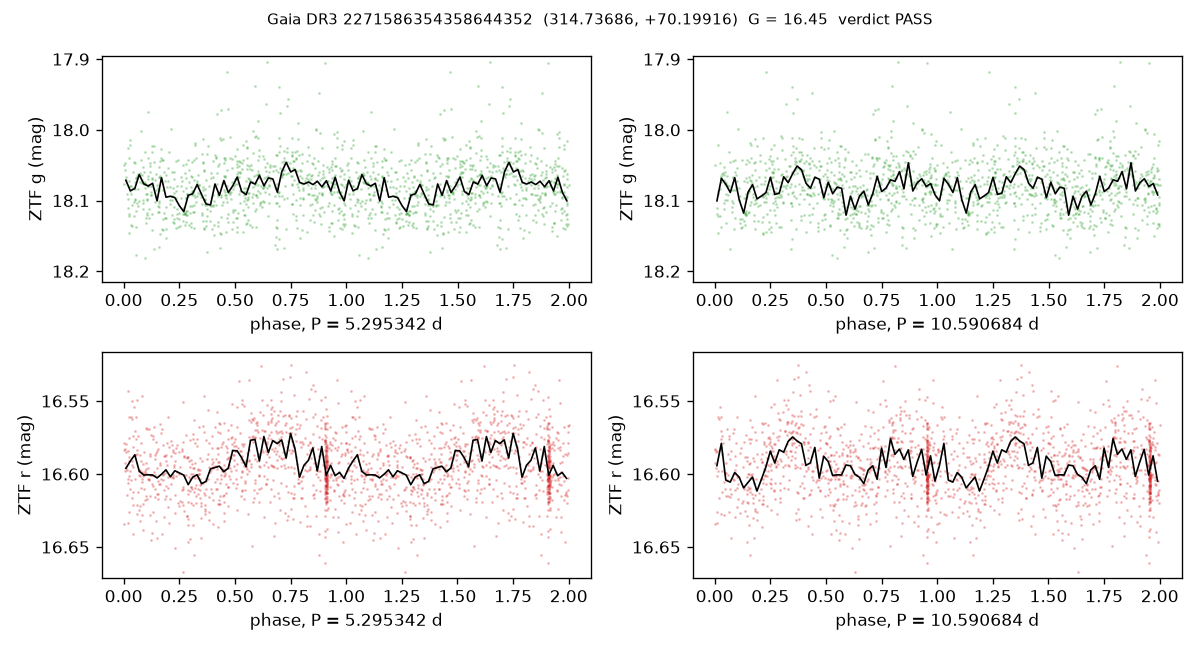 Gaia DR3 2271586354358644352 (314.73686, +70.19916) G = 16.45 verdict PASS
17.9
18.0
18.1
18.2
ZTF g (mag)
0.00 0.25 0.50 0.75 1.00 1.25 1.50 1.75 2.00
phase, P = 5.295342 d
17.9
18.0
18.1
18.2
ZTF g (mag)
0.00 0.25 0.50 0.75 1.00 1.25 1.50 1.75 2.00
phase, P = 10.590684 d
16.55
16.60
16.65
ZTF r (mag)
0.00 0.25 0.50 0.75 1.00 1.25 1.50 1.75 2.00
phase, P = 5.295342 d
16.55
16.60
16.65
ZTF r (mag)
0.00 0.25 0.50 0.75 1.00 1.25 1.50 1.75 2.00
phase, P = 10.590684 d